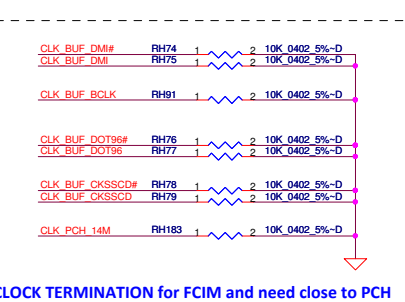 CLK_BUF_DMI# RH74 1 2 10K_0402_5%~D
CLK_BUF_DMI RH75 1 2 10K_0402_5%~D
CLK_BUF_BCLK RH91 1 2 10K_0402_5%~D
CLK_BUF_DOT96# RH76 1 2 10K_0402_5%~D
CLK_BUF_DOT96 RH77 1 2 10K_0402_5%~D
CLK_BUF_CKSSCD# RH78 1 2 10K_0402_5%~D
CLK_BUF_CKSSCD RH79 1 2 10K_0402_5%~D
CLK_PCH_14M RH183 1 2 10K_0402_5%~D
CLOCK TERMINATION for FCIM and need close to PCH